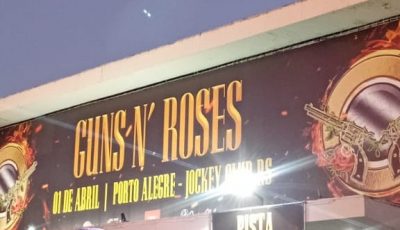 GUNS N' ROSES
01 DE ABRIL | PORTO ALEGRE - JOCKEY CLUB RS
PISTA